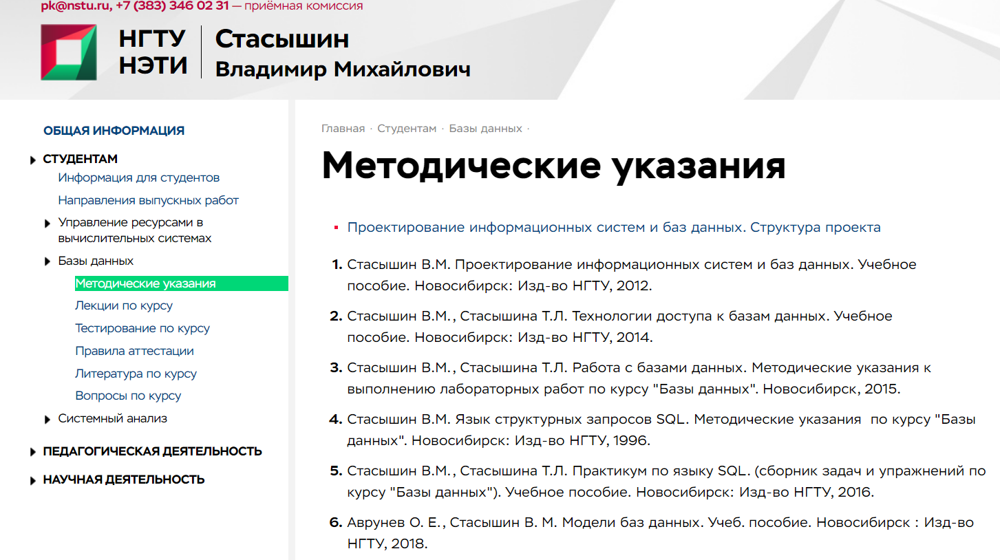 pk@nstu.ru, +7 (383) 346 02 31 — приёмная комиссия
НГТУ
НЭТИ
Стасышин
Владимир Михайлович
ОБЩАЯ ИНФОРМАЦИЯ
СТУДЕНТАМ
Информация для студентов
Направления выпускных работ
Управление ресурсами в
вычислительных системах
Базы данных
Методические указания
Лекции по курсу
Тестирование по курсу
Правила аттестации
Литература по курсу
Вопросы по курсу
Системный анализ
ПЕДАГОГИЧЕСКАЯ ДЕЯТЕЛЬНОСТЬ
НАУЧНАЯ ДЕЯТЕЛЬНОСТЬ
Главная · Студентам · Базы данных ·
Методические указания
Проектирование информационных систем и баз данных. Структура проекта
1. Стасышин В.М. Проектирование информационных систем и баз данных. Учебное
пособие. Новосибирск: Изд-во НГТУ, 2012.
2. Стасышин В.М., Стасышина Т.Л. Технологии доступа к базам данных. Учебное
пособие. Новосибирск: Изд-во НГТУ, 2014.
3. Стасышин В.М., Стасышина Т.Л. Работа с базами данных. Методические указания к
выполнению лабораторных работ по курсу "Базы данных". Новосибирск, 2015.
4. Стасышин В.М. Язык структурных запросов SQL. Методические указания  по курсу "Базы
данных". Новосибирск: Изд-во НГТУ, 1996.
5. Стасышин В.М., Стасышина Т.Л. Практикум по языку SQL. (сборник задач и упражнений по
курсу "Базы данных"). Учебное пособие. Новосибирск: Изд-во НГТУ, 2016.
6. Аврунев О. Е., Стасышин В. М. Модели баз данных. Учеб. пособие. Новосибирск : Изд-во
НГТУ, 2018.